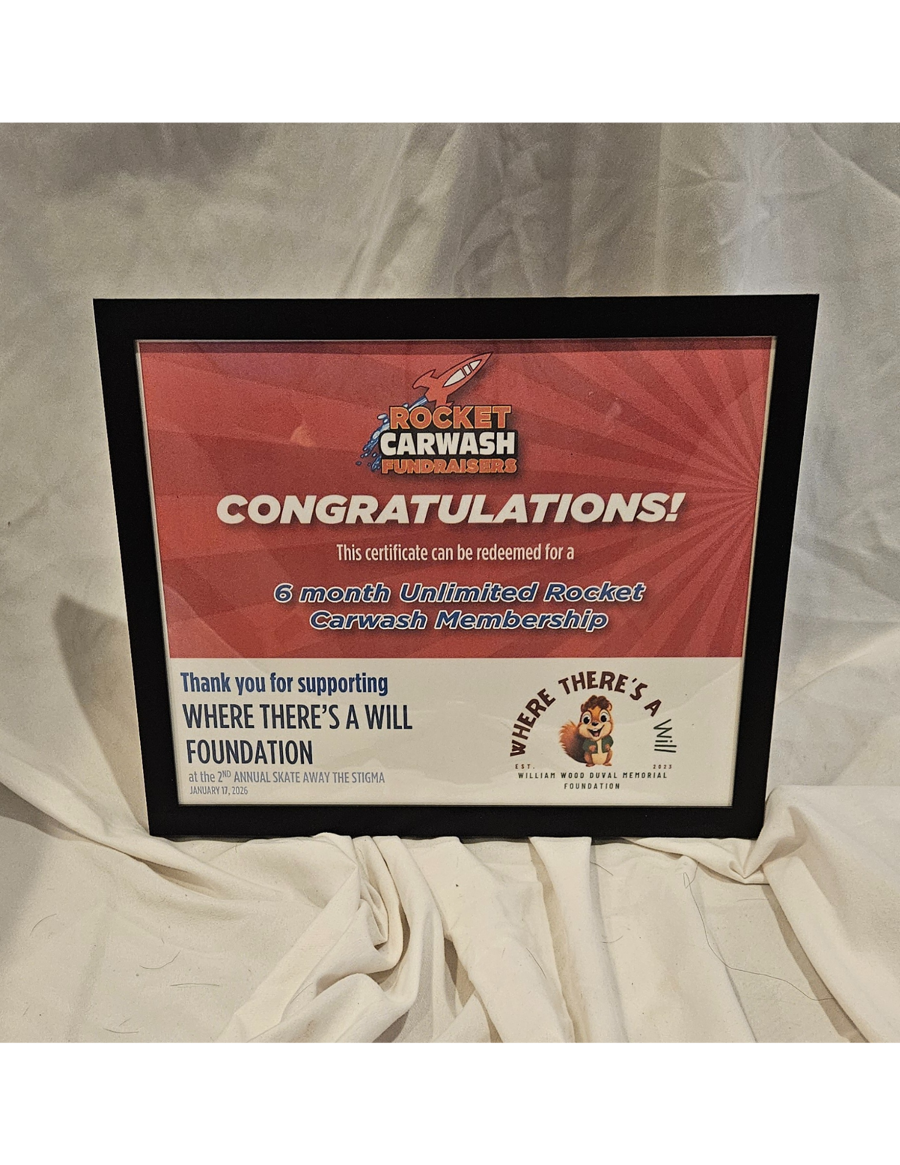 ROCKET
CARWASH
FUNDRAISERS
CONGRATULATIONS!
This certificate can be redeemed for a
6 month Unlimited Rocket
Carwash Membership
Thank you for supporting
WHERE THERE'S A WILL
FOUNDATION
at the 2ND ANNUAL SKATE AWAY THE STIGMA
JANUARY 17, 2026
WHERE THERE'S A Will
EST. 2023
WILLIAM WOOD DUVAL MEMORIAL
FOUNDATION